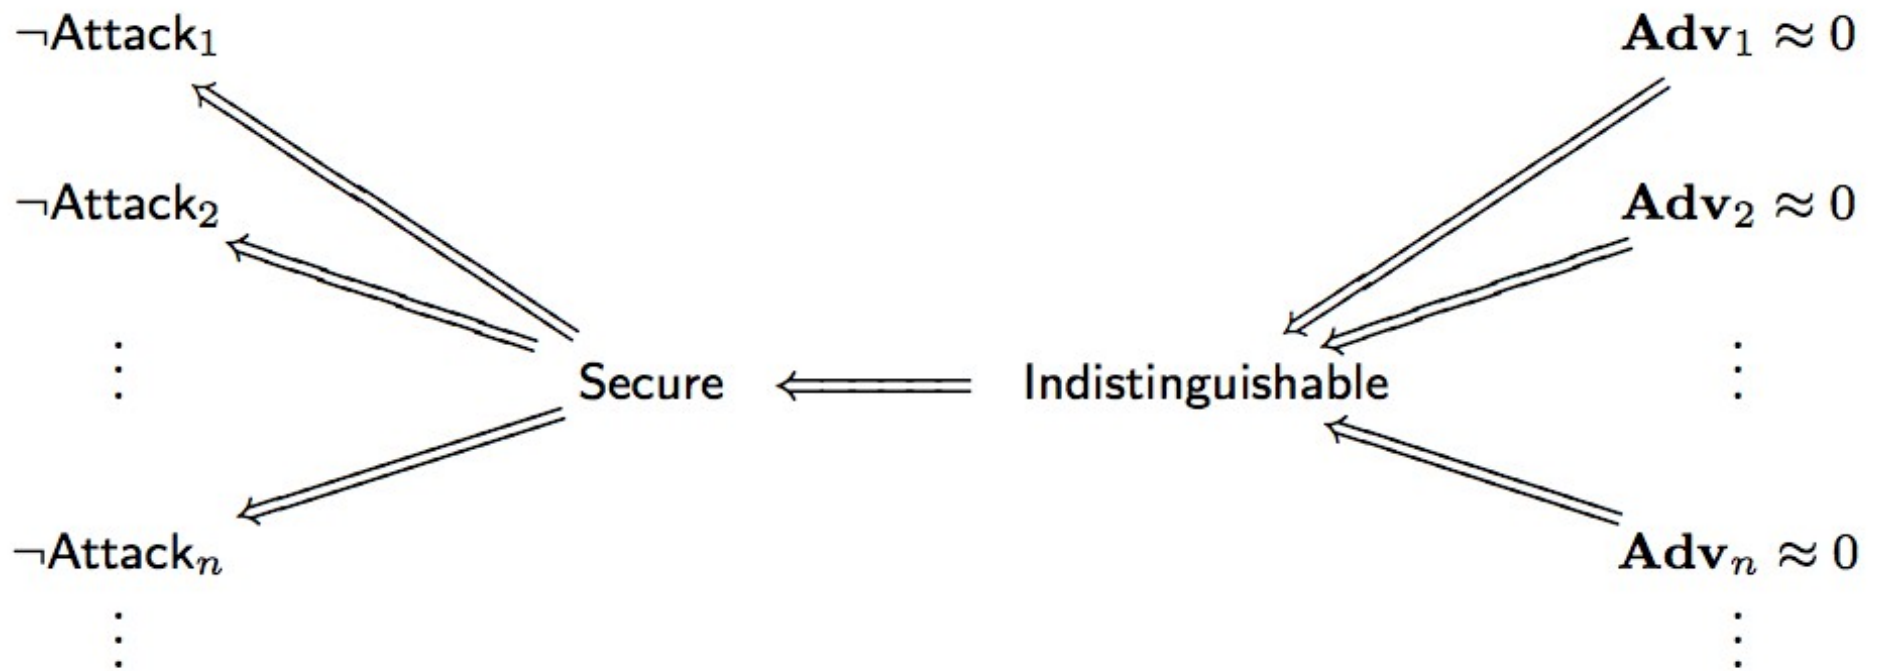 ¬Attack₁ Adv₁ ≈ 0
¬Attack₂ Adv₂ ≈ 0
⋮ ⋮
Secure Indistinguishable
¬Attackₙ Advₙ ≈ 0
⋮ ⋮